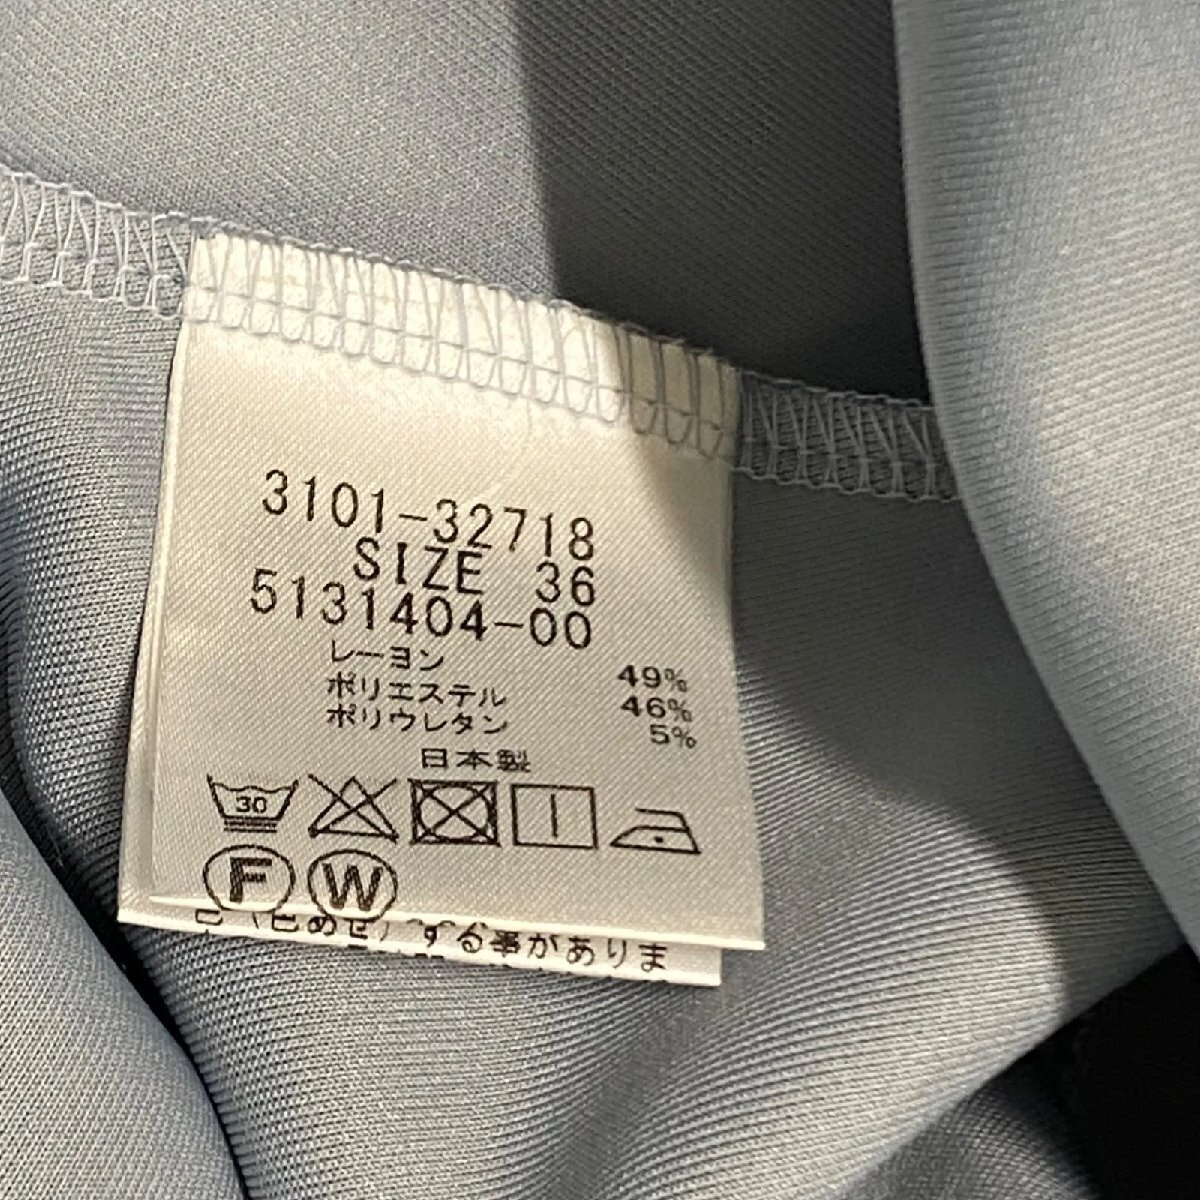 3101-32718
SIZE 36
5131404-00
レーヨン 49%
ポリエステル 46%
ポリウレタン 5%
日本製
30
F W
する事がありま